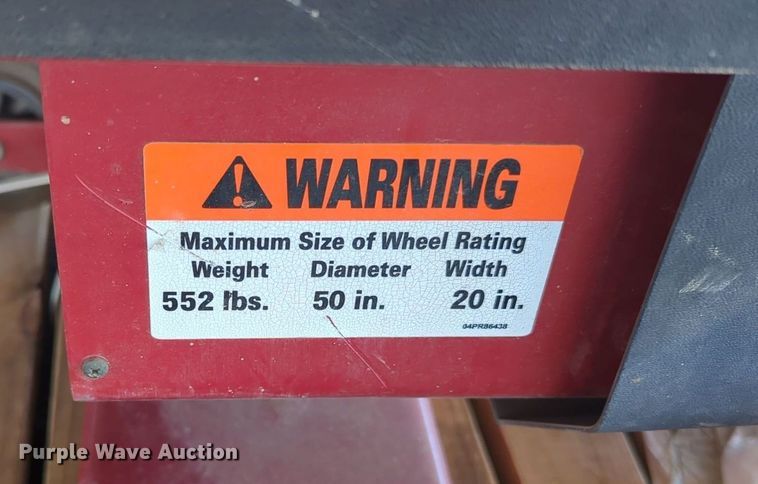 WARNING
Maximum Size of Wheel Rating
Weight Diameter Width
552 lbs. 50 in. 20 in.
04PR86438
Purple Wave Auction